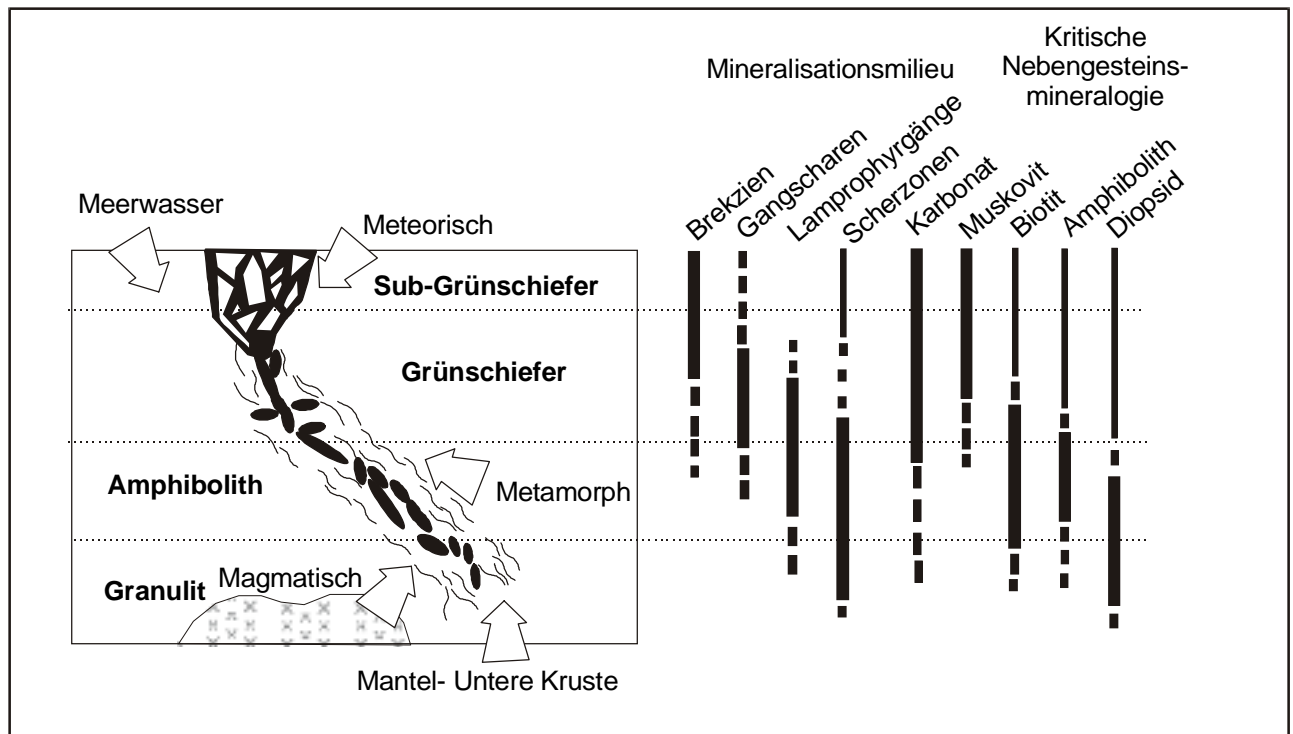 Kritische
Nebengesteins-
mineralogie
Mineralisationsmilieu
Brekzien
Gangscharen
Lamprophyrgänge
Scherzonen
Karbonat
Muskovit
Biotit
Amphibolith
Diopsid
Meerwasser
Meteorisch
Sub-Grünschiefer
Grünschiefer
Amphibolith
Metamorph
Magmatisch
Granulit
Mantel- Untere Kruste